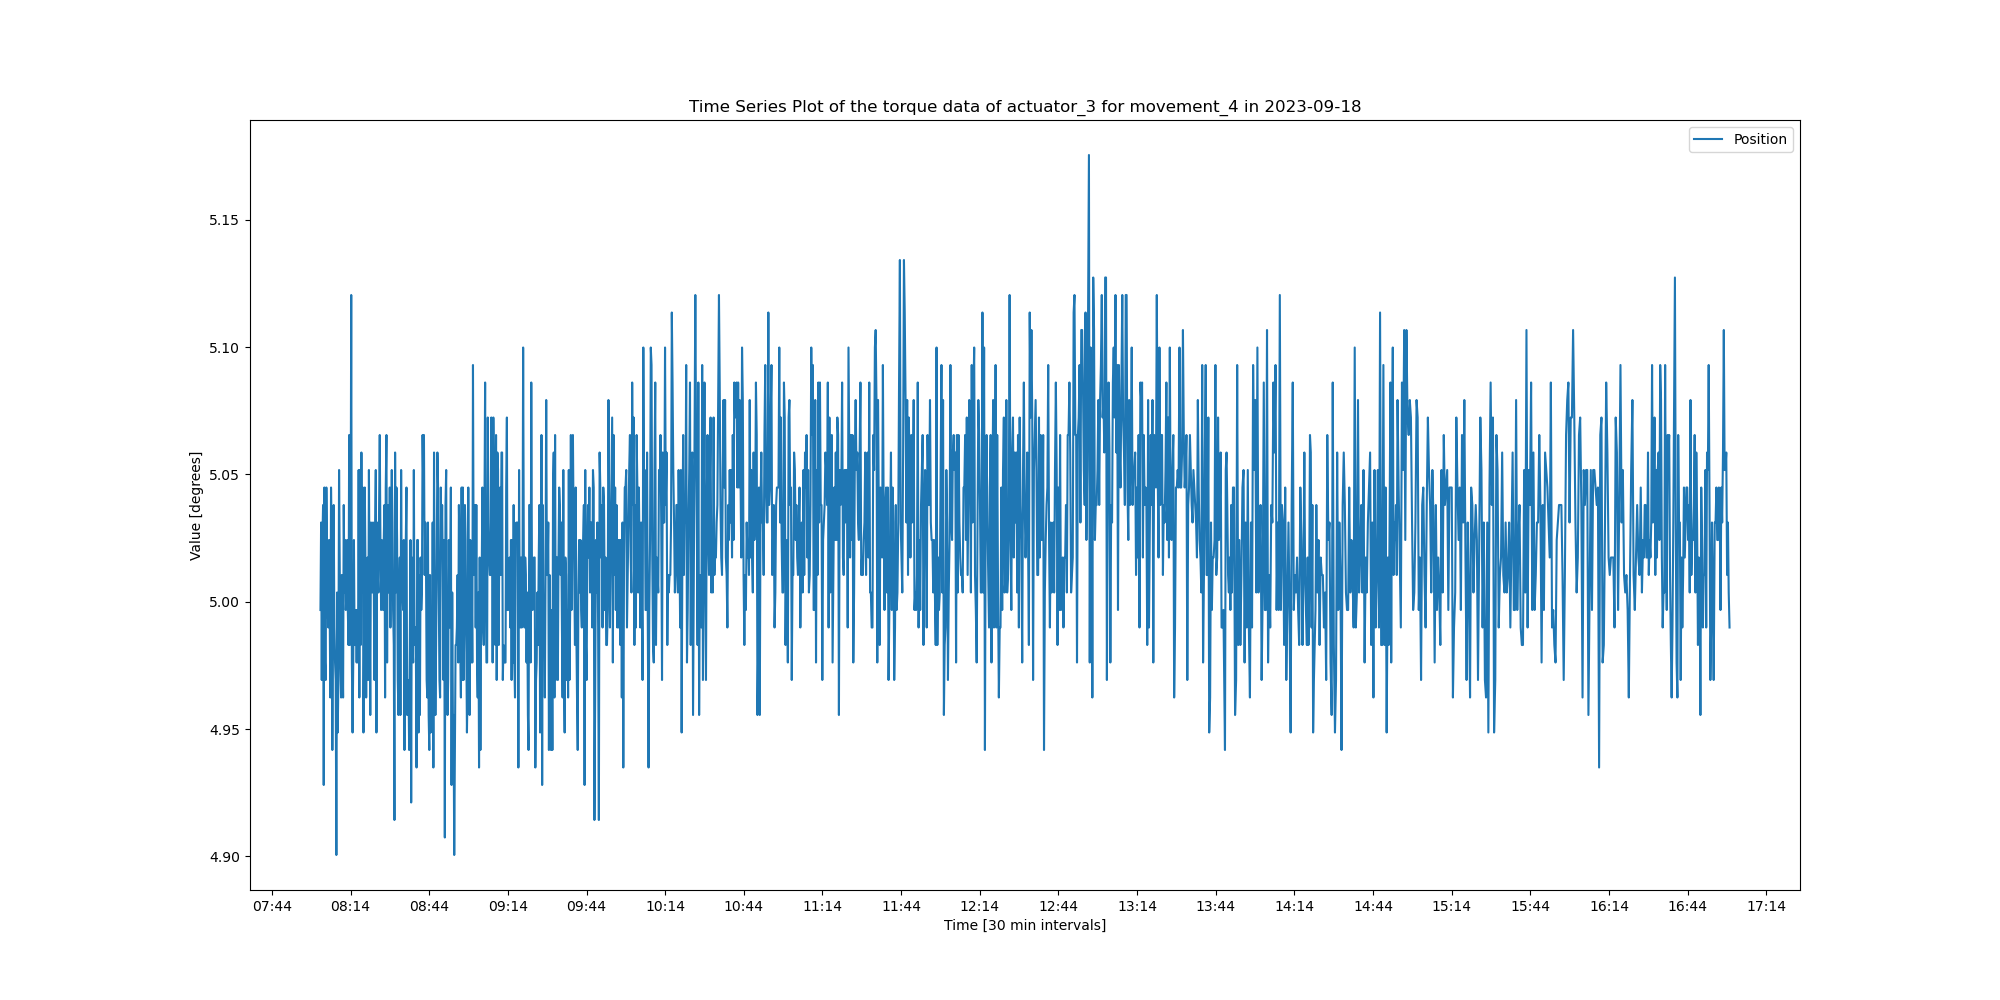 Time Series Plot of the torque data of actuator_3 for movement_4 in 2023-09-18
Position
Value [degrees]
5.15
5.10
5.05
5.00
4.95
4.90
07:44 08:14 08:44 09:14 09:44 10:14 10:44 11:14 11:44 12:14 12:44 13:14 13:44 14:14 14:44 15:14 15:44 16:14 16:44 17:14
Time [30 min intervals]